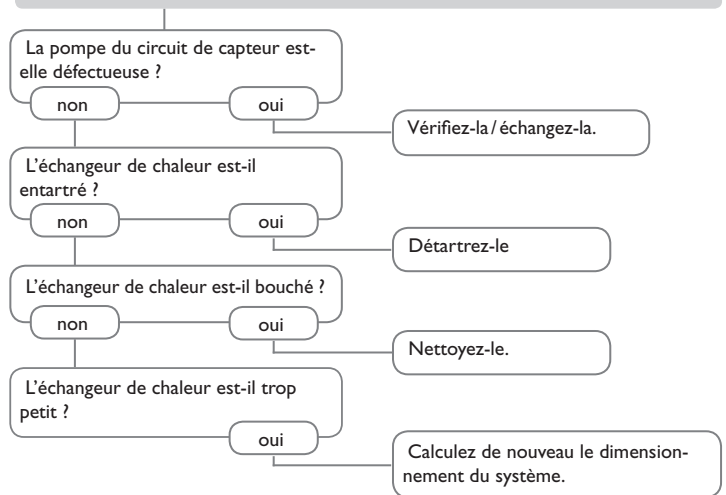 La pompe du circuit de capteur est-
elle défectueuse ?
non
oui
Vérifiez-la / échangez-la.
L'échangeur de chaleur est-il
entartré ?
non
oui
Détartrez-le
L'échangeur de chaleur est-il bouché ?
non
oui
Nettoyez-le.
L'échangeur de chaleur est-il trop
petit ?
oui
Calculez de nouveau le dimension-
nement du système.